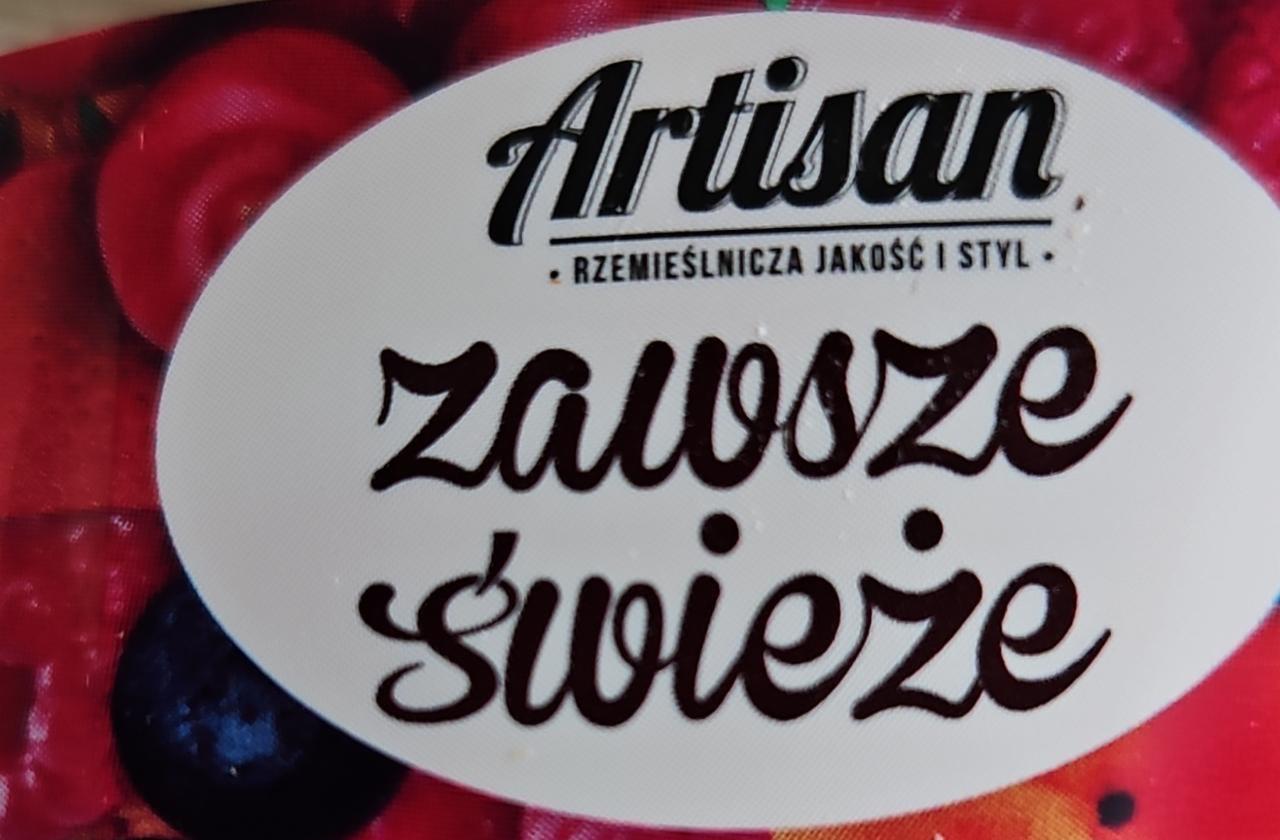 Artisan
• RZEMIEŚLNICZA JAKOŚĆ I STYL •
zawsze
świeże